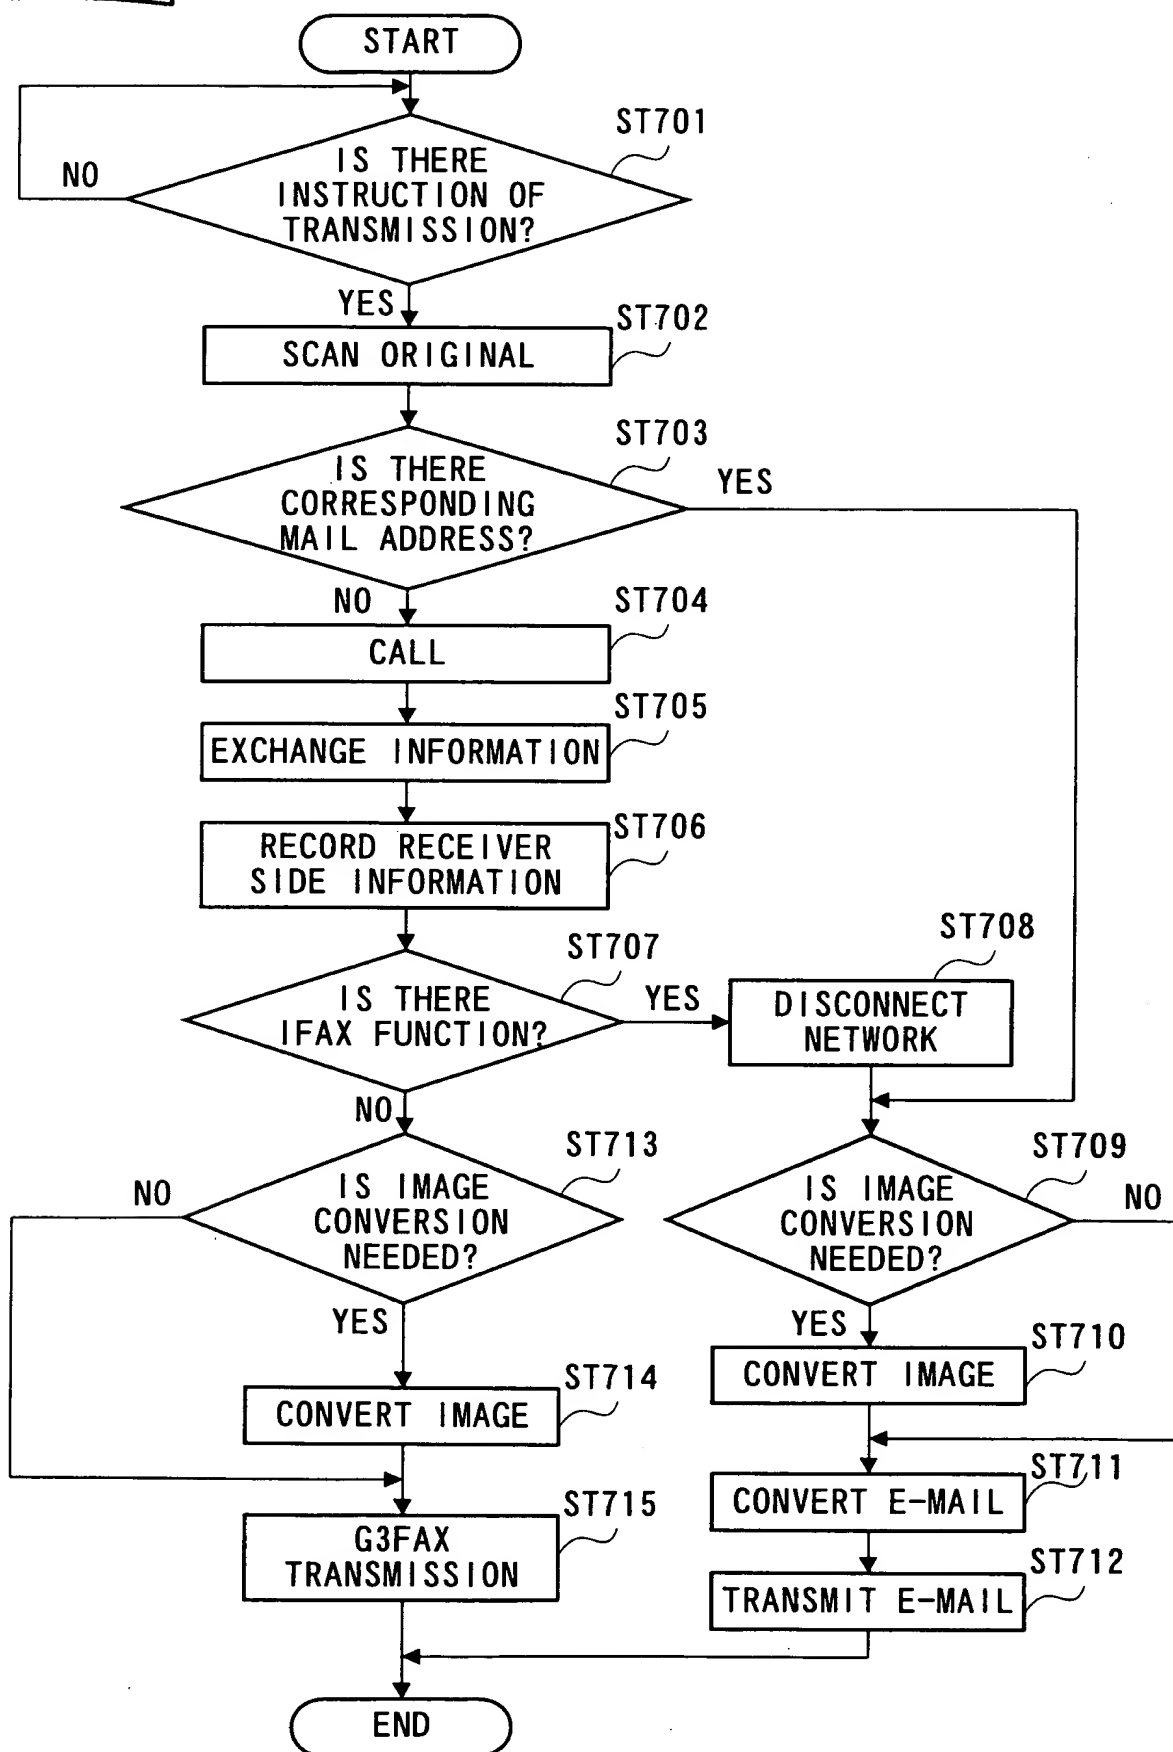 START
ST701
IS THERE
INSTRUCTION OF
TRANSMISSION?
NO
YES
ST702
SCAN ORIGINAL
ST703
IS THERE
CORRESPONDING
MAIL ADDRESS?
YES
NO
ST704
CALL
ST705
EXCHANGE INFORMATION
ST706
RECORD RECEIVER
SIDE INFORMATION
ST707
IS THERE
IFAX FUNCTION?
YES
ST708
DISCONNECT
NETWORK
NO
ST713
IS IMAGE
CONVERSION
NEEDED?
NO
YES
ST709
IS IMAGE
CONVERSION
NEEDED?
NO
YES
ST710
CONVERT IMAGE
ST714
CONVERT IMAGE
ST711
CONVERT E-MAIL
ST715
G3FAX
TRANSMISSION
ST712
TRANSMIT E-MAIL
END